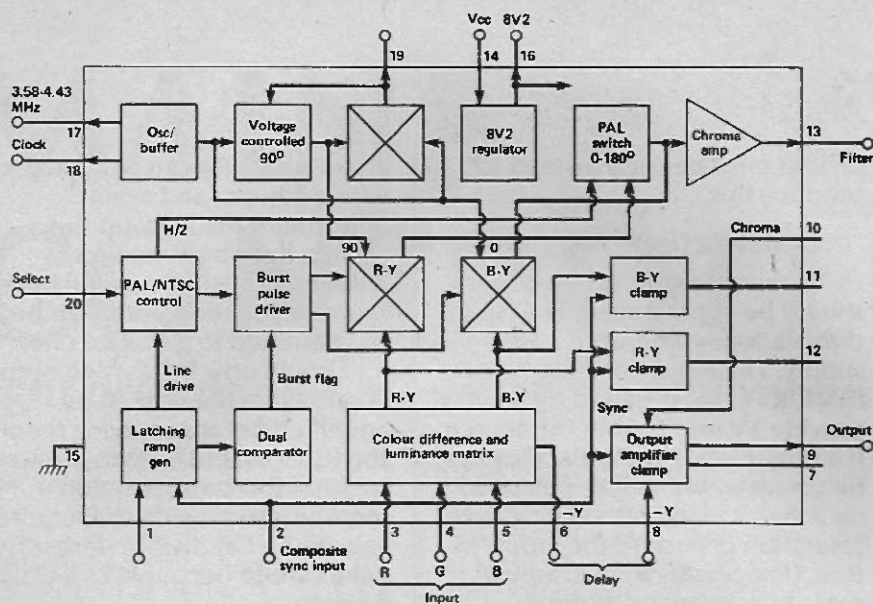 Vcc 8V2
19 14 16
3.58-4.43
MHz
17
Clock
18
Osc/
buffer
Voltage
controlled
90º
8V2
regulator
PAL
switch
0-180º
Chroma
amp
13
Filter
H/2
90
0
Chroma
10
Select
20
PAL/NTSC
control
Burst
pulse
driver
R-Y
B-Y
B-Y
clamp
11
R-Y
clamp
12
Line
drive
Burst flag
R-Y
B-Y
Sync
15
Latching
ramp
gen
Dual
comparator
Colour difference and
luminance matrix
Output
amplifier
clamp
Output
9
7
–Y
–Y
1 2 3 4 5 6 8
Composite
sync input
R G B
Input
Delay